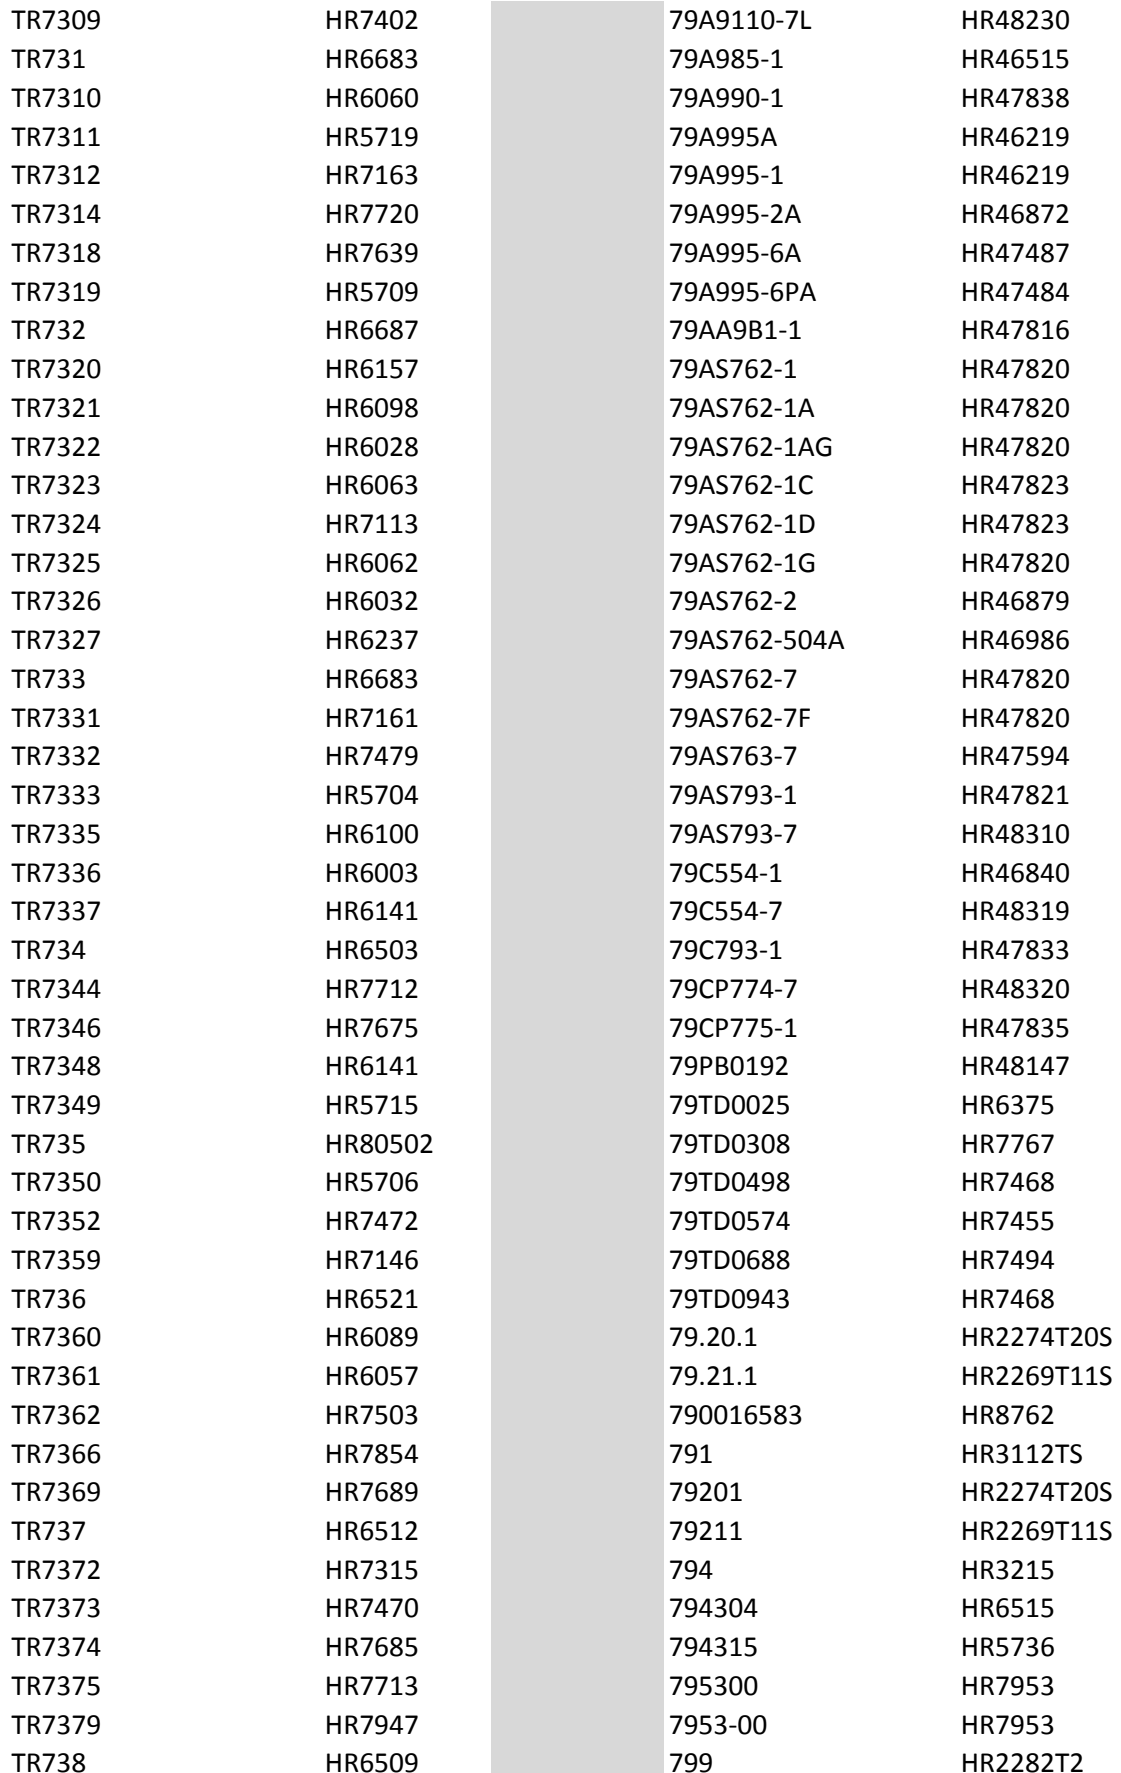 TR7309 HR7402 79A9110-7L HR48230
TR731 HR6683 79A985-1 HR46515
TR7310 HR6060 79A990-1 HR47838
TR7311 HR5719 79A995A HR46219
TR7312 HR7163 79A995-1 HR46219
TR7314 HR7720 79A995-2A HR46872
TR7318 HR7639 79A995-6A HR47487
TR7319 HR5709 79A995-6PA HR47484
TR732 HR6687 79AA9B1-1 HR47816
TR7320 HR6157 79AS762-1 HR47820
TR7321 HR6098 79AS762-1A HR47820
TR7322 HR6028 79AS762-1AG HR47820
TR7323 HR6063 79AS762-1C HR47823
TR7324 HR7113 79AS762-1D HR47823
TR7325 HR6062 79AS762-1G HR47820
TR7326 HR6032 79AS762-2 HR46879
TR7327 HR6237 79AS762-504A HR46986
TR733 HR6683 79AS762-7 HR47820
TR7331 HR7161 79AS762-7F HR47820
TR7332 HR7479 79AS763-7 HR47594
TR7333 HR5704 79AS793-1 HR47821
TR7335 HR6100 79AS793-7 HR48310
TR7336 HR6003 79C554-1 HR46840
TR7337 HR6141 79C554-7 HR48319
TR734 HR6503 79C793-1 HR47833
TR7344 HR7712 79CP774-7 HR48320
TR7346 HR7675 79CP775-1 HR47835
TR7348 HR6141 79PB0192 HR48147
TR7349 HR5715 79TD0025 HR6375
TR735 HR80502 79TD0308 HR7767
TR7350 HR5706 79TD0498 HR7468
TR7352 HR7472 79TD0574 HR7455
TR7359 HR7146 79TD0688 HR7494
TR736 HR6521 79TD0943 HR7468
TR7360 HR6089 79.20.1 HR2274T20S
TR7361 HR6057 79.21.1 HR2269T11S
TR7362 HR7503 790016583 HR8762
TR7366 HR7854 791 HR3112TS
TR7369 HR7689 79201 HR2274T20S
TR737 HR6512 79211 HR2269T11S
TR7372 HR7315 794 HR3215
TR7373 HR7470 794304 HR6515
TR7374 HR7685 794315 HR5736
TR7375 HR7713 795300 HR7953
TR7379 HR7947 7953-00 HR7953
TR738 HR6509 799 HR2282T2